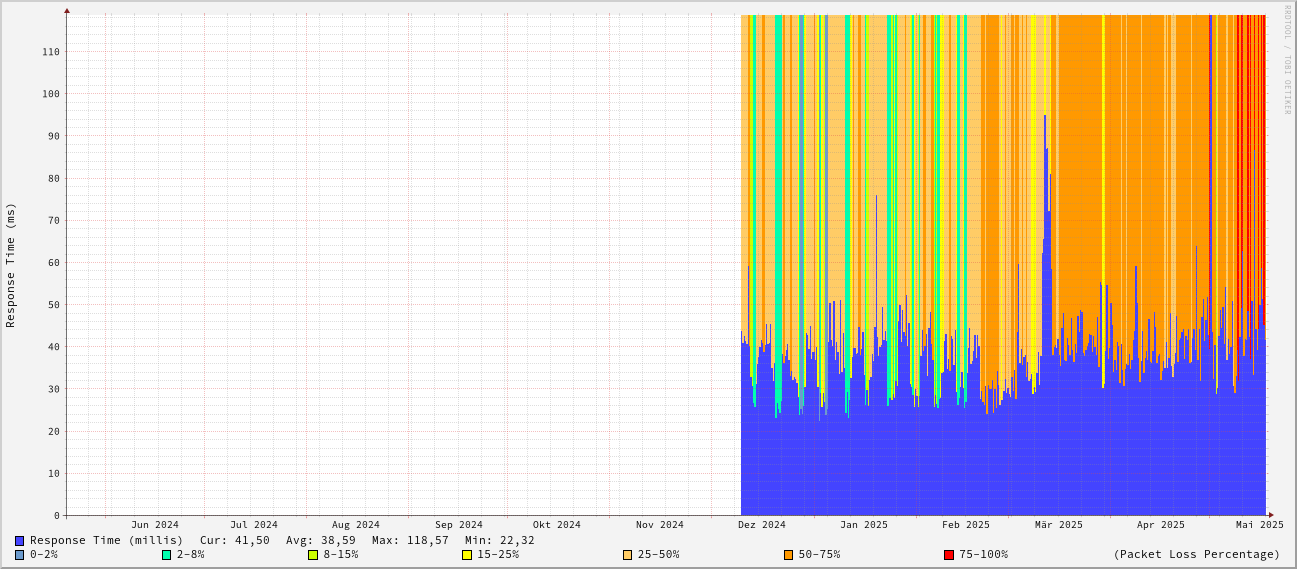 RRDTOOL / TOBI OETIKER
Response Time (ms)
110
100
90
80
70
60
50
40
30
20
10
0
Jun 2024 Jul 2024 Aug 2024 Sep 2024 Okt 2024 Nov 2024 Dez 2024 Jan 2025 Feb 2025 Mär 2025 Apr 2025 Mai 2025
Response Time (millis) Cur: 41,50 Avg: 38,59 Max: 118,57 Min: 22,32
0-2% 2-8% 8-15% 15-25% 25-50% 50-75% 75-100% (Packet Loss Percentage)